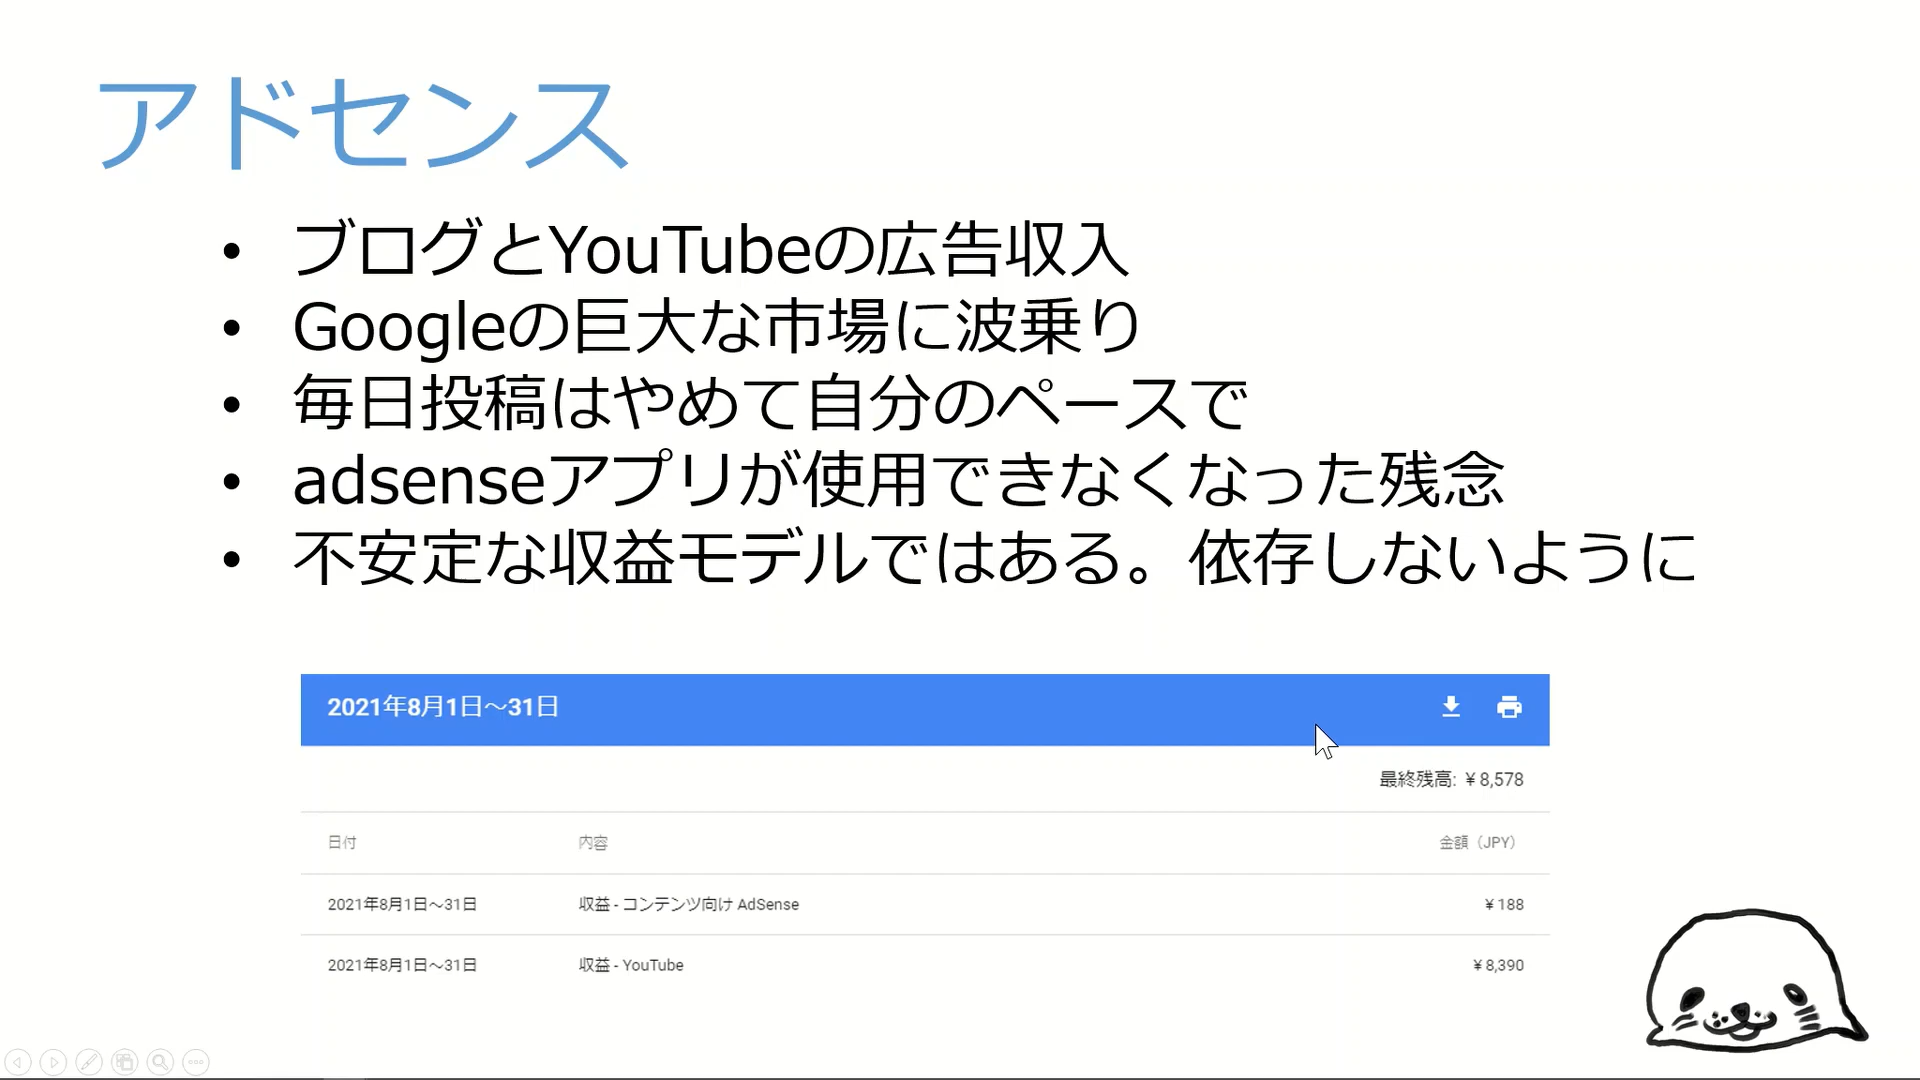 アドセンス
• ブログとYouTubeの広告収入
• Googleの巨大な市場に波乗り
• 毎日投稿はやめて自分のペースで
• adsenseアプリが使用できなくなった残念
• 不安定な収益モデルではある。依存しないように
2021年8月1日～31日
最終残高: ¥8,578
日付 内容 金額（JPY）
2021年8月1日～31日 収益 - コンテンツ向け AdSense ¥188
2021年8月1日～31日 収益 - YouTube ¥8,390